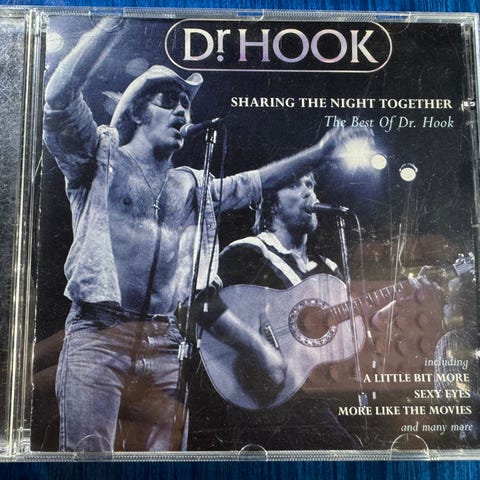 Dr. HOOK
SHARING THE NIGHT TOGETHER
The Best Of Dr. Hook
including
A LITTLE BIT MORE
SEXY EYES
MORE LIKE THE MOVIES
and many more